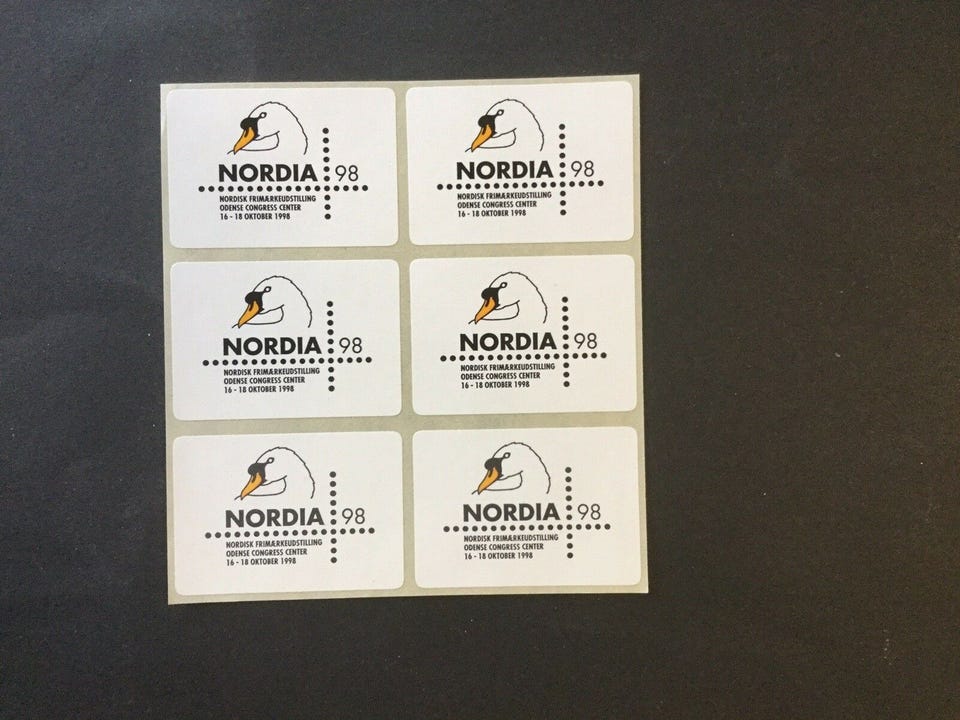 NORDIA 98
NORDISK FRIMÆRKEUDSTILLING
ODENSE CONGRESS CENTER
16 - 18 OKTOBER 1998
NORDIA 98
NORDISK FRIMÆRKEUDSTILLING
ODENSE CONGRESS CENTER
16 - 18 OKTOBER 1998
NORDIA 98
NORDISK FRIMÆRKEUDSTILLING
ODENSE CONGRESS CENTER
16 - 18 OKTOBER 1998
NORDIA 98
NORDISK FRIMÆRKEUDSTILLING
ODENSE CONGRESS CENTER
16 - 18 OKTOBER 1998
NORDIA 98
NORDISK FRIMÆRKEUDSTILLING
ODENSE CONGRESS CENTER
16 - 18 OKTOBER 1998
NORDIA 98
NORDISK FRIMÆRKEUDSTILLING
ODENSE CONGRESS CENTER
16 - 18 OKTOBER 1998